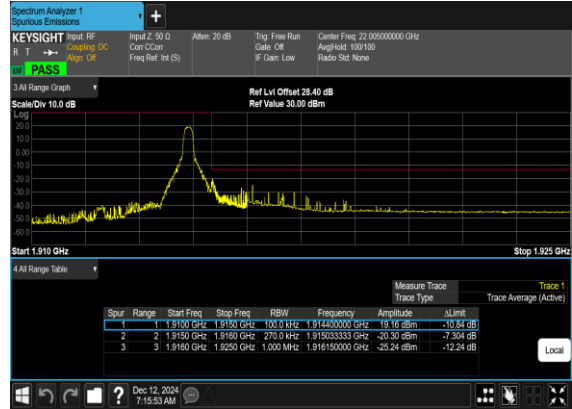 Spectrum Analyzer 1
Spurious Emissions
+
KEYSIGHT Input: RF Input Z: 50 Ω Atten: 20 dB Trig: Free Run Center Freq: 22.005000000 GHz
R T Coupling: DC Corr CCorr Gate: Off Avg|Hold: 100/100
Align: Off Freq Ref: Int (S) IF Gain: Low Radio Std: None
PASS
3 All Range Graph
Ref Lvl Offset 28.40 dB
Scale/Div 10.0 dB Ref Value 30.00 dBm
Log
20.0
10.0
0.00
-10.0
-20.0
-30.0
-40.0
-50.0
-60.0
Start 1.910 GHz Stop 1.925 GHz
4 All Range Table
Measure Trace Trace 1
Trace Type Trace Average (Active)
Spur Range Start Freq Stop Freq RBW Frequency Amplitude ΔLimit
1 1 1.9100 GHz 1.9150 GHz 100.0 kHz 1.914400000 GHz 19.16 dBm -10.84 dB
2 2 1.9150 GHz 1.9160 GHz 270.0 kHz 1.915033333 GHz -20.30 dBm -7.304 dB
3 3 1.9160 GHz 1.9250 GHz 1.000 MHz 1.916150000 GHz -25.24 dBm -12.24 dB
Local
? Dec 12, 2024
7:15:53 AM